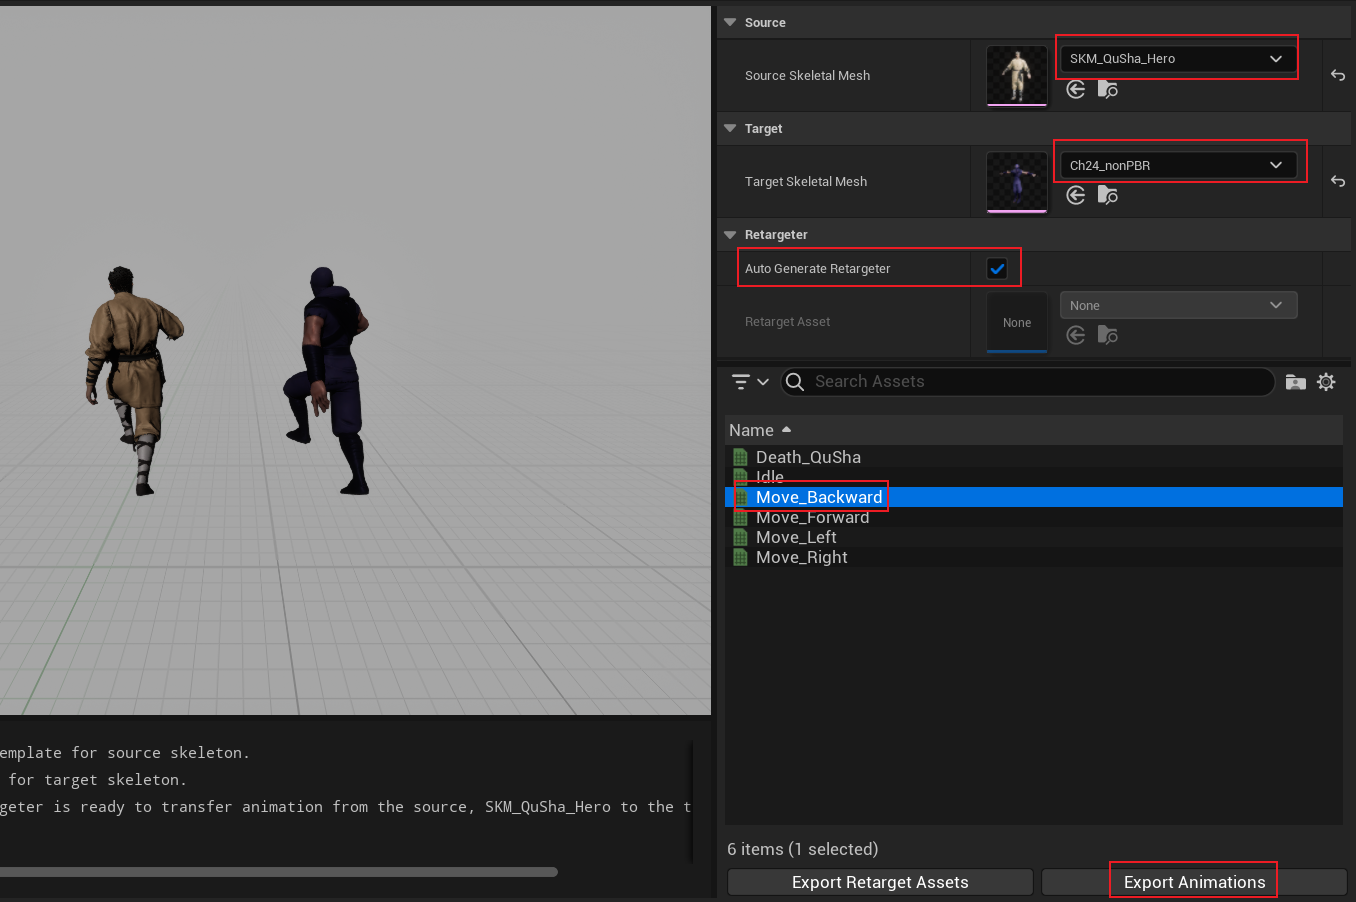 Source
Source Skeletal Mesh
SKM_QuSha_Hero
Target
Target Skeletal Mesh
Ch24_nonPBR
Retargeter
Auto Generate Retargeter
Retarget Asset
None
None
Search Assets
Name
Death_QuSha
Idle
Move_Backward
Move_Forward
Move_Left
Move_Right
6 items (1 selected)
Export Retarget Assets
Export Animations
emplate for source skeleton.
for target skeleton.
geter is ready to transfer animation from the source, SKM_QuSha_Hero to the t